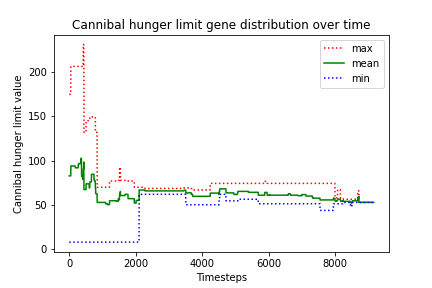 Cannibal hunger limit gene distribution over time
Cannibal hunger limit value
200
150
100
50
0
max
mean
min
0 2000 4000 6000 8000
Timesteps